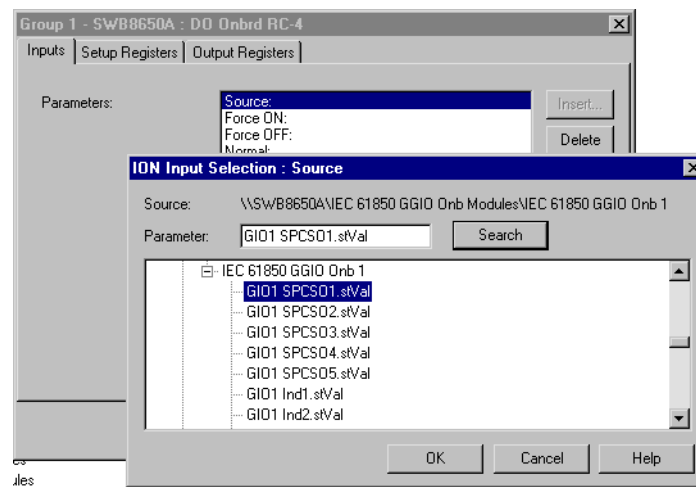 Group 1 - SWB8650A : DO Onbrd RC-4
Inputs Setup Registers Output Registers
Parameters:
Source:
Force ON:
Force OFF:
Normal:
Insert...
Delete
ION Input Selection : Source
Source: \\SWB8650A\IEC 61850 GGIO Onb Modules\IEC 61850 GGIO Onb 1
Parameter: GIO1 SPCSO1.stVal Search
IEC 61850 GGIO Onb 1
GIO1 SPCSO1.stVal
GIO1 SPCSO2.stVal
GIO1 SPCSO3.stVal
GIO1 SPCSO4.stVal
GIO1 SPCSO5.stVal
GIO1 Ind1.stVal
GIO1 Ind2.stVal
OK Cancel Help
ules